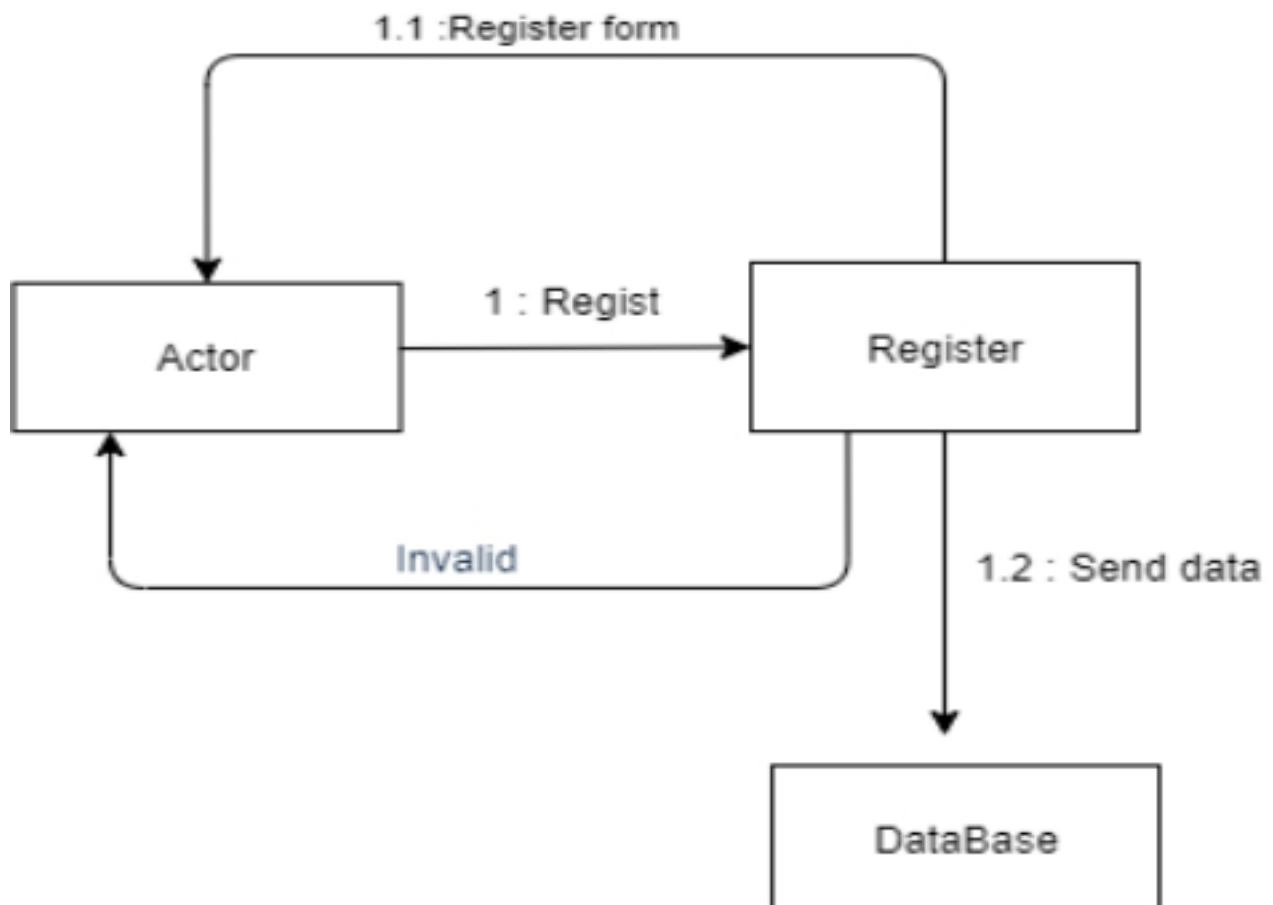 1.1 :Register form
1 : Regist
Actor
Register
Invalid
1.2 : Send data
DataBase